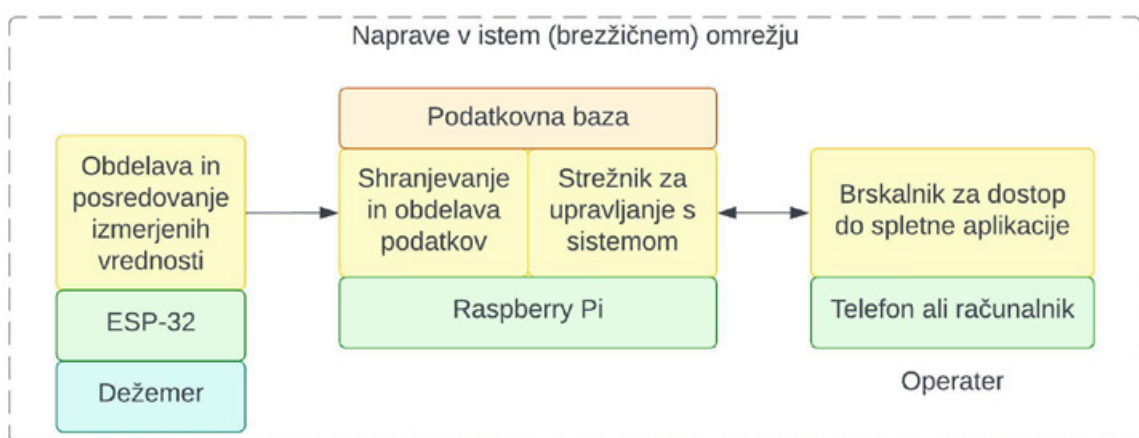 Naprave v istem (brezžičnem) omrežju
Obdelava in
posredovanje
izmerjenih
vrednosti
ESP-32
Dežemer
Podatkovna baza
Shranjevanje
in obdelava
podatkov
Strežnik za
upravljanje s
sistemom
Raspberry Pi
Brskalnik za dostop
do spletne aplikacije
Telefon ali računalnik
Operater